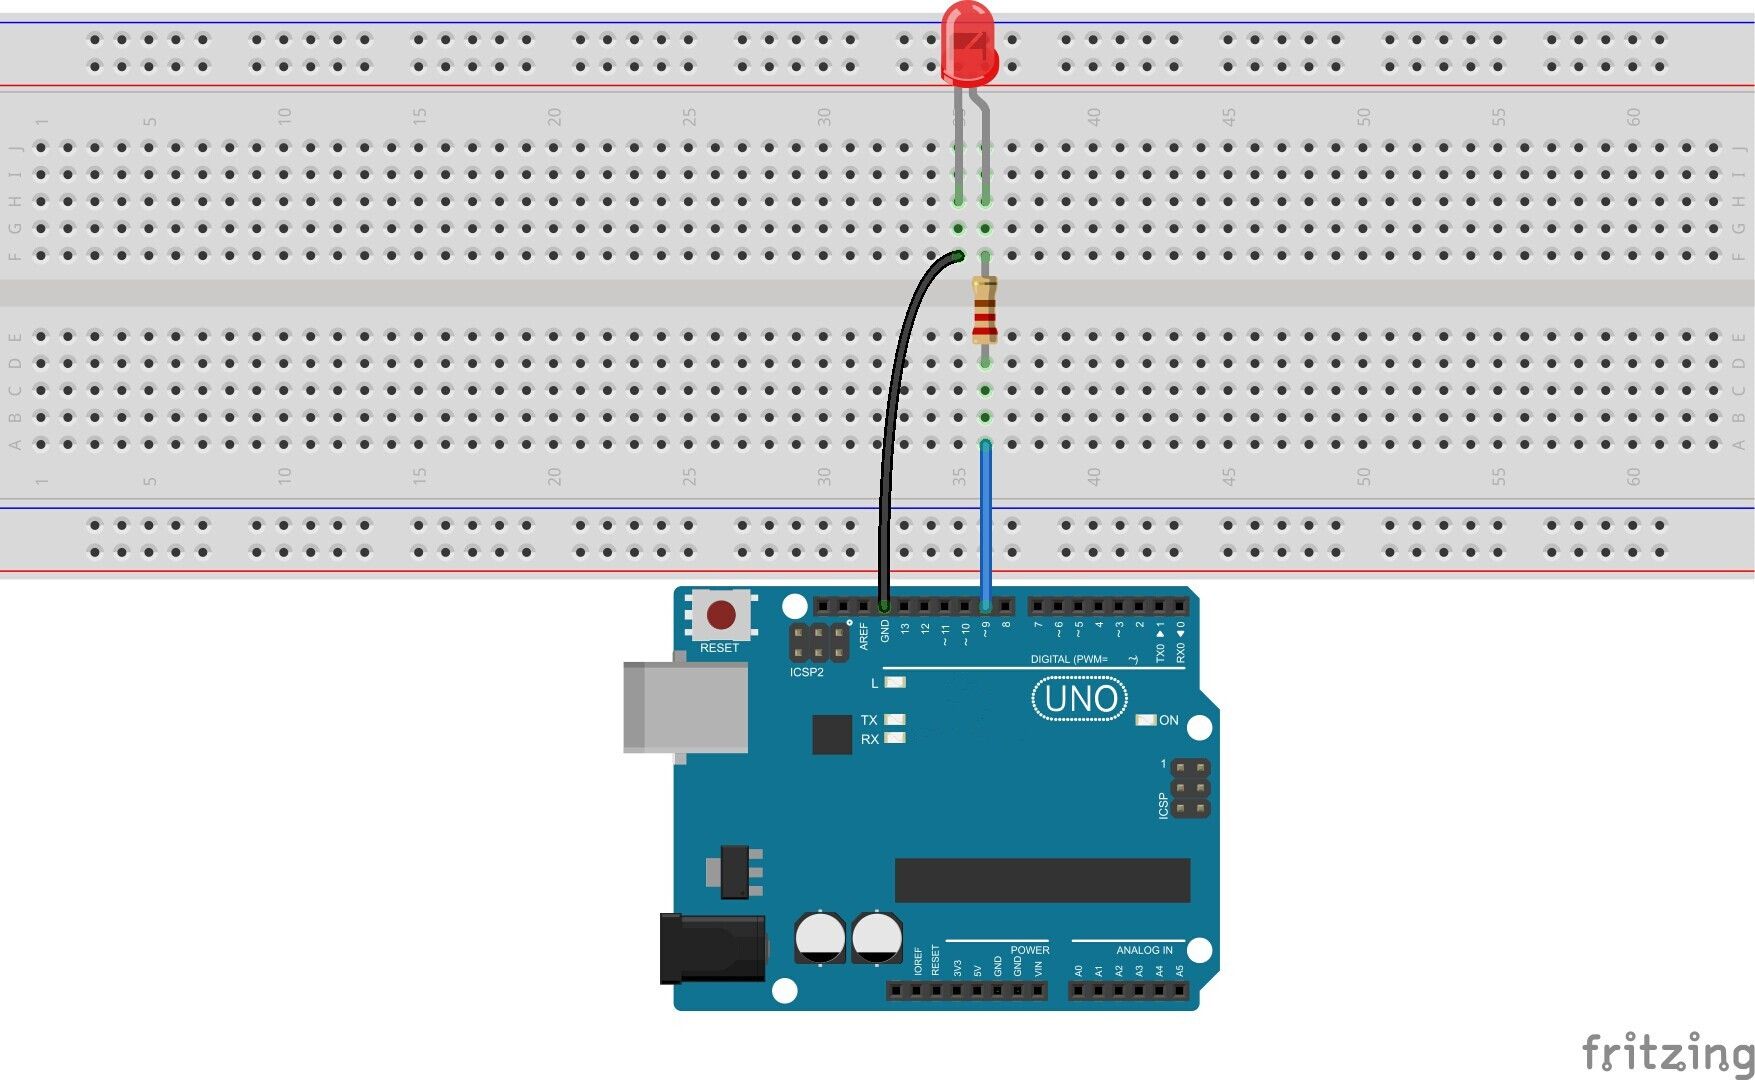 1 5 10 15 20 25 30 35 40 45 50 55 60
J J
I I
H H
G G
F F
E E
D D
C C
B B
A A
1 5 10 15 20 25 30 35 40 45 50 55 60
RESET
ICSP2
AREF
GND
13
12
~11
~10
~9
8
7
~6
~5
4
~3
2
TX0▶1
RX0◀0
DIGITAL (PWM= ~)
L
TX
RX
UNO
ON
1
ICSP
POWER
ANALOG IN
IOREF
RESET
3V3
5V
GND
GND
VIN
A0
A1
A2
A3
A4
A5
fritzing